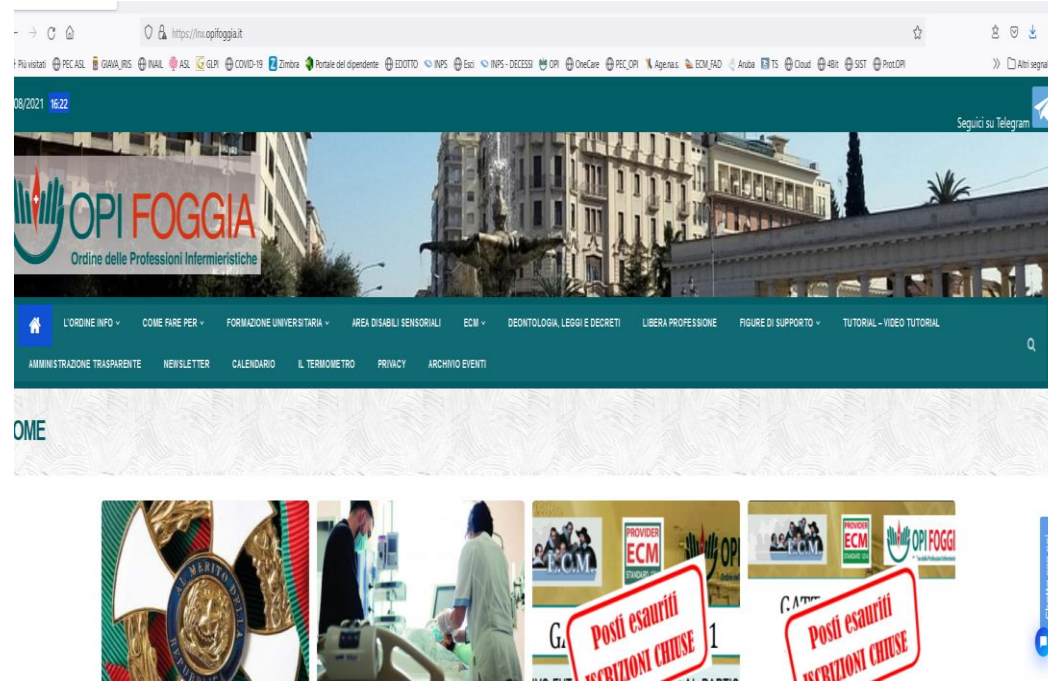 https://lnx.opifoggia.it
Più visitati PEC ASL GIAVA_IRIS INAIL ASL GLPI COVID-19 Zimbra Portale del dipendente EDOTTO INPS Esci INPS - DECESSI OPI OneCare PEC_OPI Age.na.s. ECM_FAD Aruba TS Cloud 4Bit SIST Prot.OPI Altri segnal
08/2021 16:22
Seguici su Telegram
OPI FOGGIA
Ordine delle Professioni Infermieristiche
L'ORDINE INFO COME FARE PER FORMAZIONE UNIVERSITARIA AREA DISABILI SENSORIALI ECM DEONTOLOGIA, LEGGI E DECRETI LIBERA PROFESSIONE FIGURE DI SUPPORTO TUTORIAL – VIDEO TUTORIAL
AMMINISTRAZIONE TRASPARENTE NEWSLETTER CALENDARIO IL TERMOMETRO PRIVACY ARCHIVIO EVENTI
OME
AL MERITO DELLA
E.C.M.
PROVIDER
ECM
STANDARD
OPI
Posti esauriti
ISCRIZIONI CHIUSE
E.C.M.
PROVIDER
ECM
OPI FOGGI
Posti esauriti
ISCRIZIONI CHIUSE